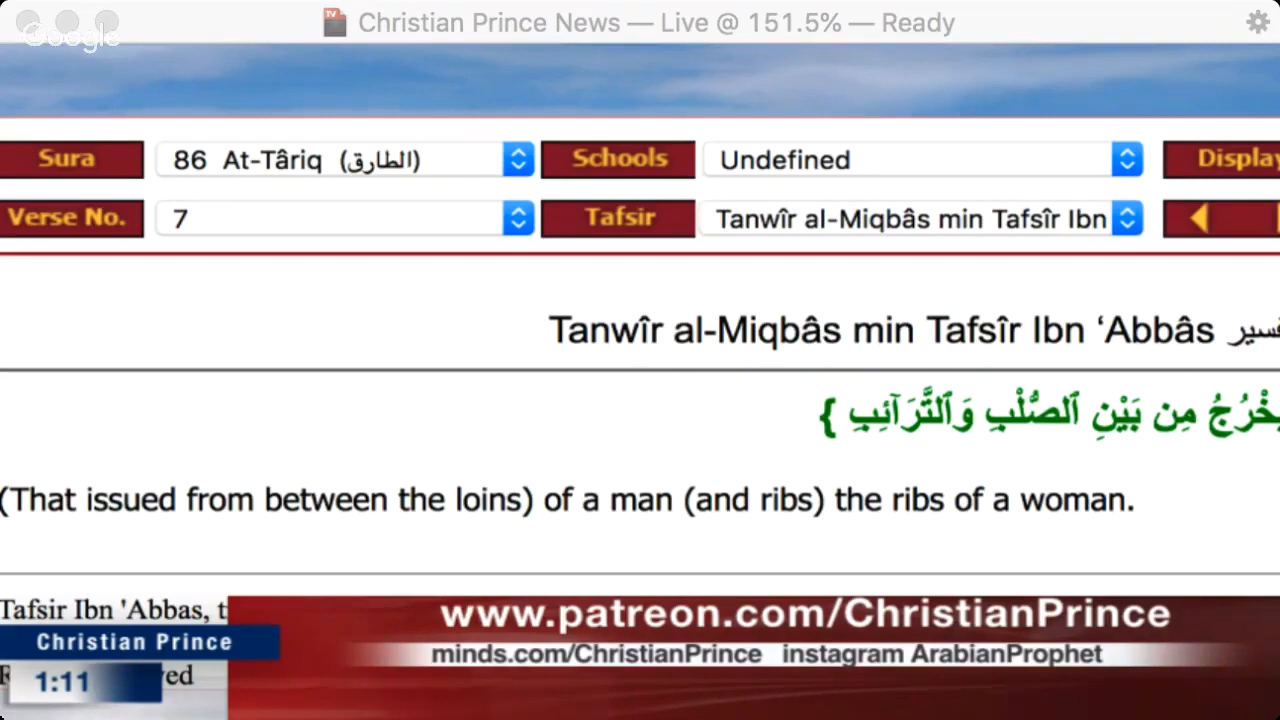 Christian Prince News — Live @ 151.5% — Ready
Google
Sura
86 At-Târiq (الطارق)
Schools
Undefined
Display
Verse No.
7
Tafsir
Tanwîr al-Miqbâs min Tafsîr Ibn
Tanwîr al-Miqbâs min Tafsîr Ibn ‘Abbâs
مِن بَيْنِ ٱلصُّلْبِ وَٱلتَّرَآئِبِ }
(That issued from between the loins) of a man (and ribs) the ribs of a woman.
Tafsir Ibn 'Abbas, t
www.patreon.com/ChristianPrince
Christian Prince
minds.com/ChristianPrince instagram ArabianProphet
1:11